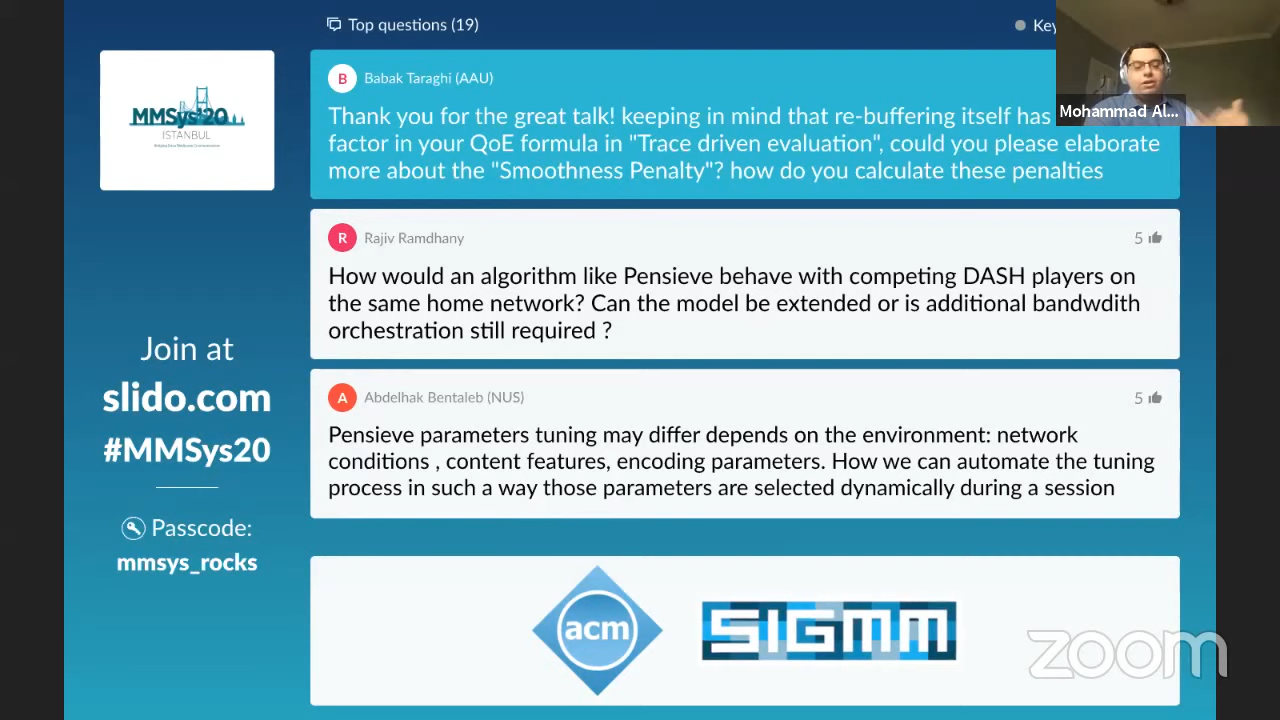 Top questions (19)
Key
Mohammad Al...
MMSys'20
ISTANBUL
B
Babak Taraghi (AAU)
Thank you for the great talk! keeping in mind that re-buffering itself has
factor in your QoE formula in "Trace driven evaluation", could you please elaborate
more about the "Smoothness Penalty"? how do you calculate these penalties
R
Rajiv Ramdhany
5
How would an algorithm like Pensieve behave with competing DASH players on
the same home network? Can the model be extended or is additional bandwdith
orchestration still required ?
A
Abdelhak Bentaleb (NUS)
5
Pensieve parameters tuning may differ depends on the environment: network
conditions , content features, encoding parameters. How we can automate the tuning
process in such a way those parameters are selected dynamically during a session
Join at
slido.com
#MMSys20
Passcode:
mmsys_rocks
acm
SIGMM
zoom